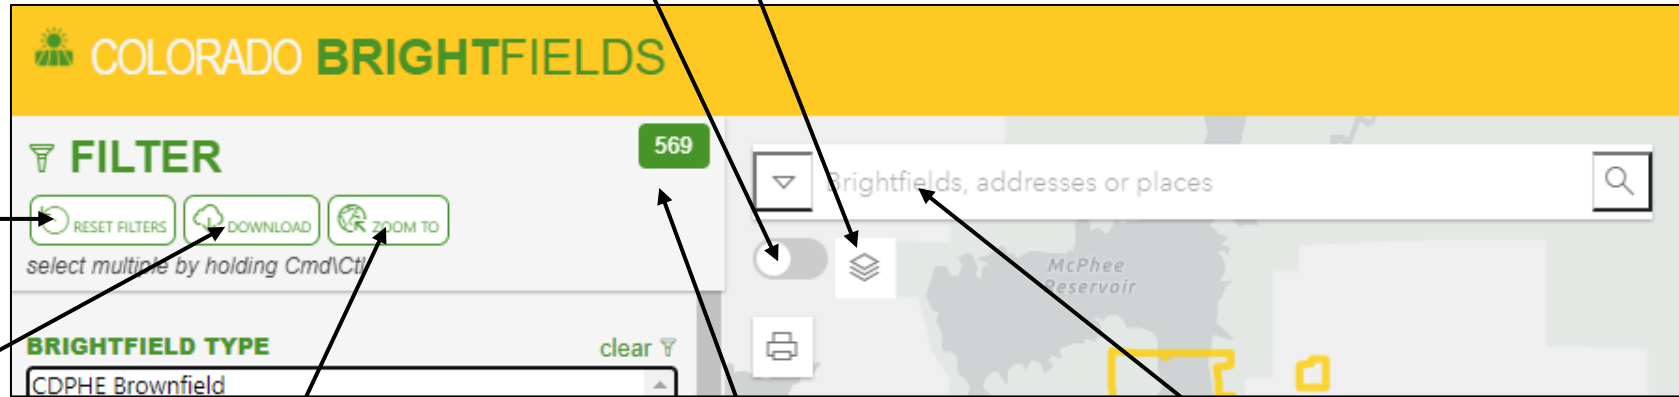 COLORADO BRIGHTFIELDS
FILTER
569
RESET FILTERS DOWNLOAD ZOOM TO
select multiple by holding Cmd\Ctl
BRIGHTFIELD TYPE
clear
CDPHE Brownfield
Brightfields, addresses or places
McPhee
Reservoir